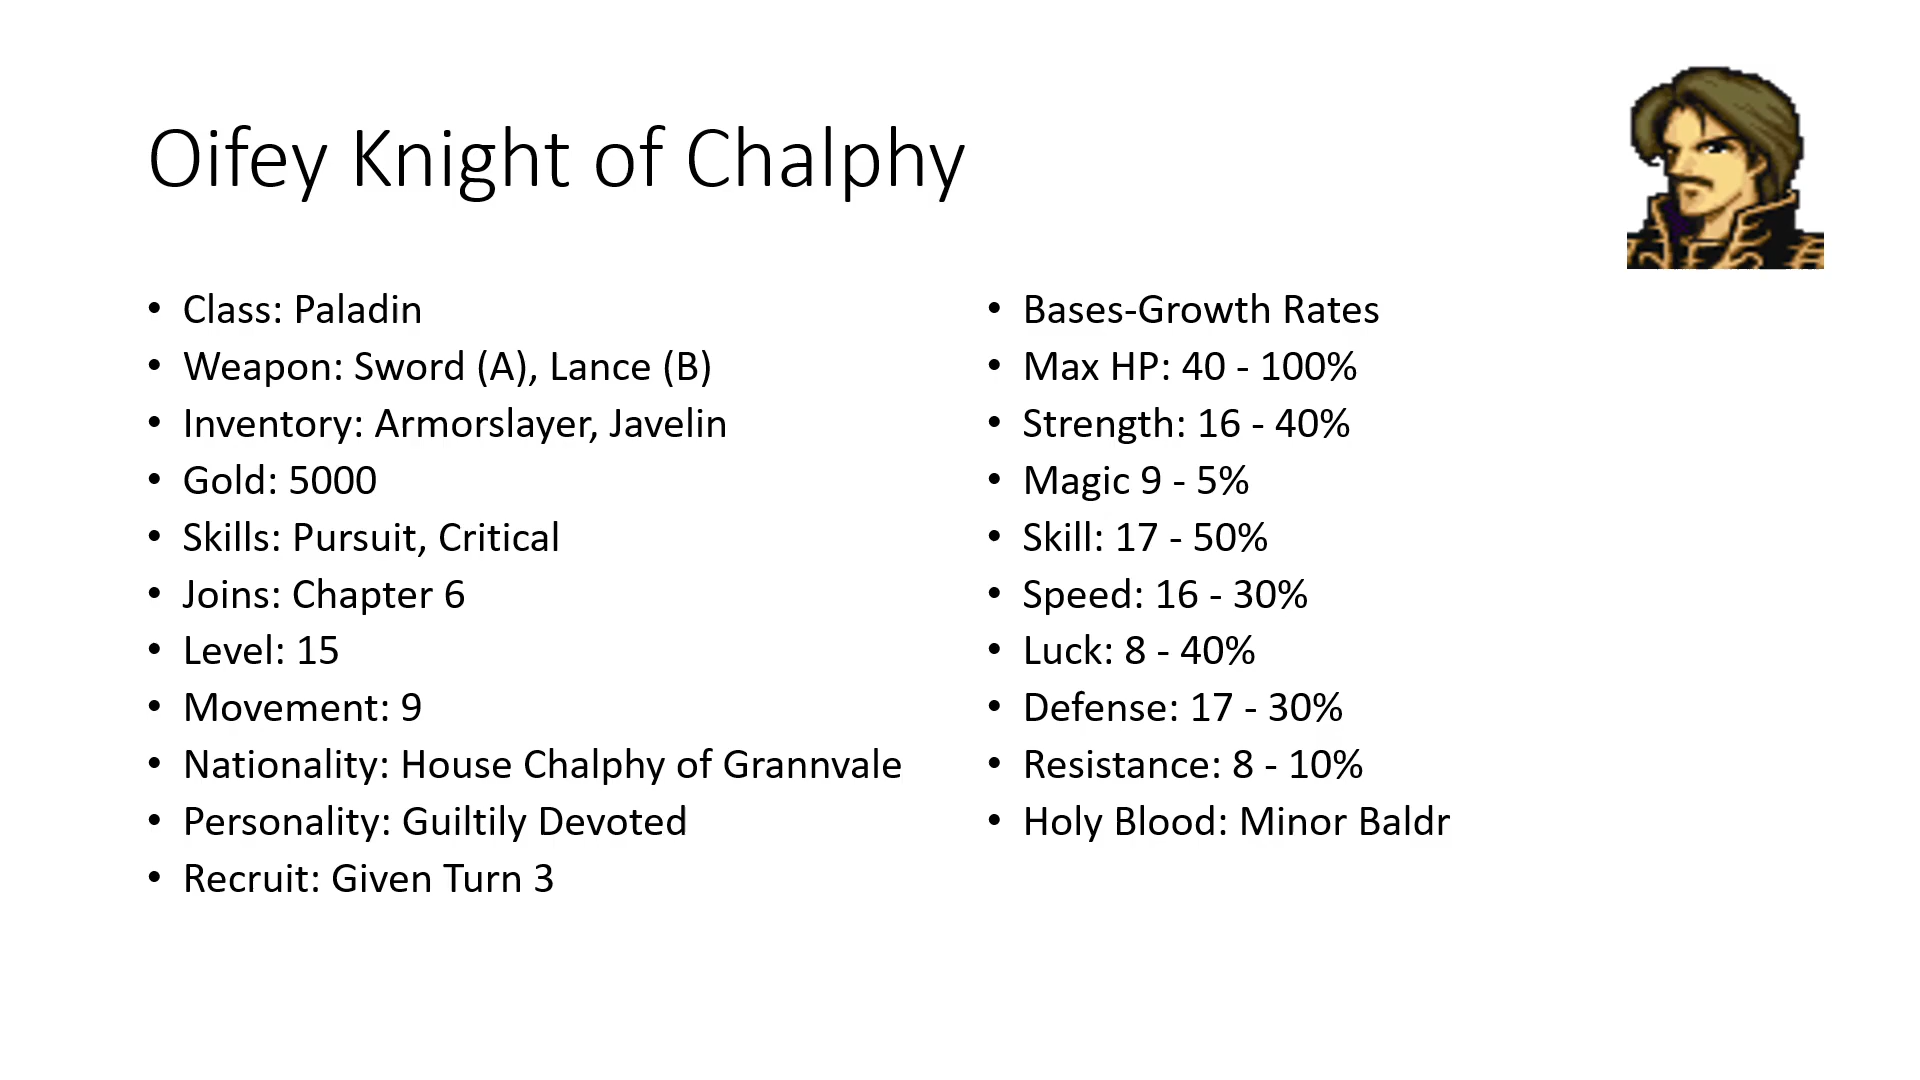 Oifey Knight of Chalphy
• Class: Paladin
• Weapon: Sword (A), Lance (B)
• Inventory: Armorslayer, Javelin
• Gold: 5000
• Skills: Pursuit, Critical
• Joins: Chapter 6
• Level: 15
• Movement: 9
• Nationality: House Chalphy of Grannvale
• Personality: Guiltily Devoted
• Recruit: Given Turn 3
• Bases-Growth Rates
• Max HP: 40 - 100%
• Strength: 16 - 40%
• Magic 9 - 5%
• Skill: 17 - 50%
• Speed: 16 - 30%
• Luck: 8 - 40%
• Defense: 17 - 30%
• Resistance: 8 - 10%
• Holy Blood: Minor Baldr